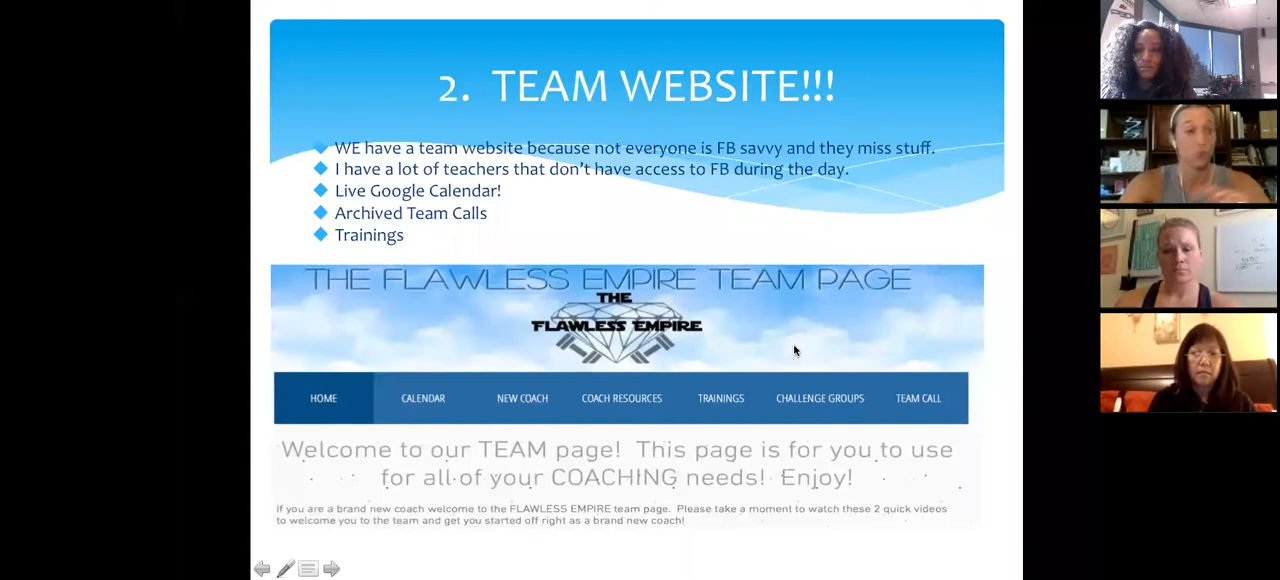 2. TEAM WEBSITE!!!
WE have a team website because not everyone is FB savvy and they miss stuff.
I have a lot of teachers that don't have access to FB during the day.
Live Google Calendar!
Archived Team Calls
Trainings
THE FLAWLESS EMPIRE TEAM PAGE
THE
FLAWLESS EMPIRE
HOME CALENDAR NEW COACH COACH RESOURCES TRAININGS CHALLENGE GROUPS TEAM CALL
Welcome to our TEAM page! This page is for you to use
for all of your COACHING needs! Enjoy!
If you are a brand new coach welcome to the FLAWLESS EMPIRE team page. Please take a moment to watch these 2 quick videos
to welcome you to the team and get you started off right as a brand new coach!